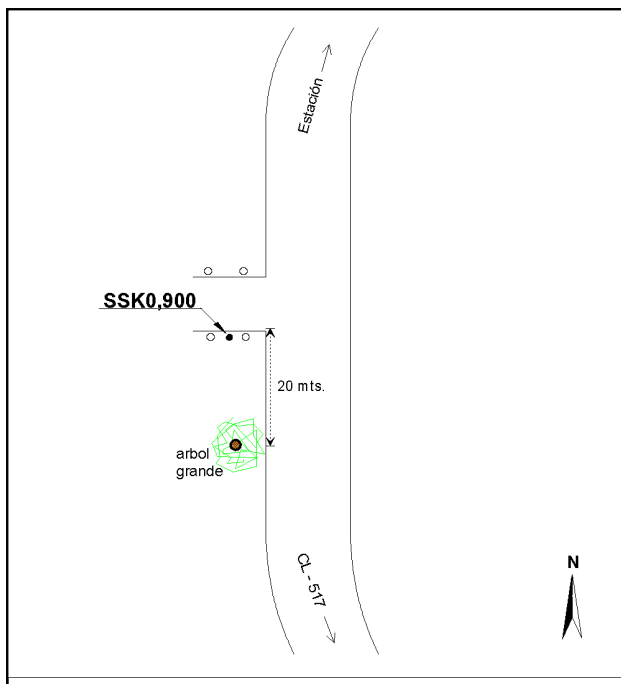 Estación
SSK0,900
20 mts.
arbol
grande
CL - 517
N